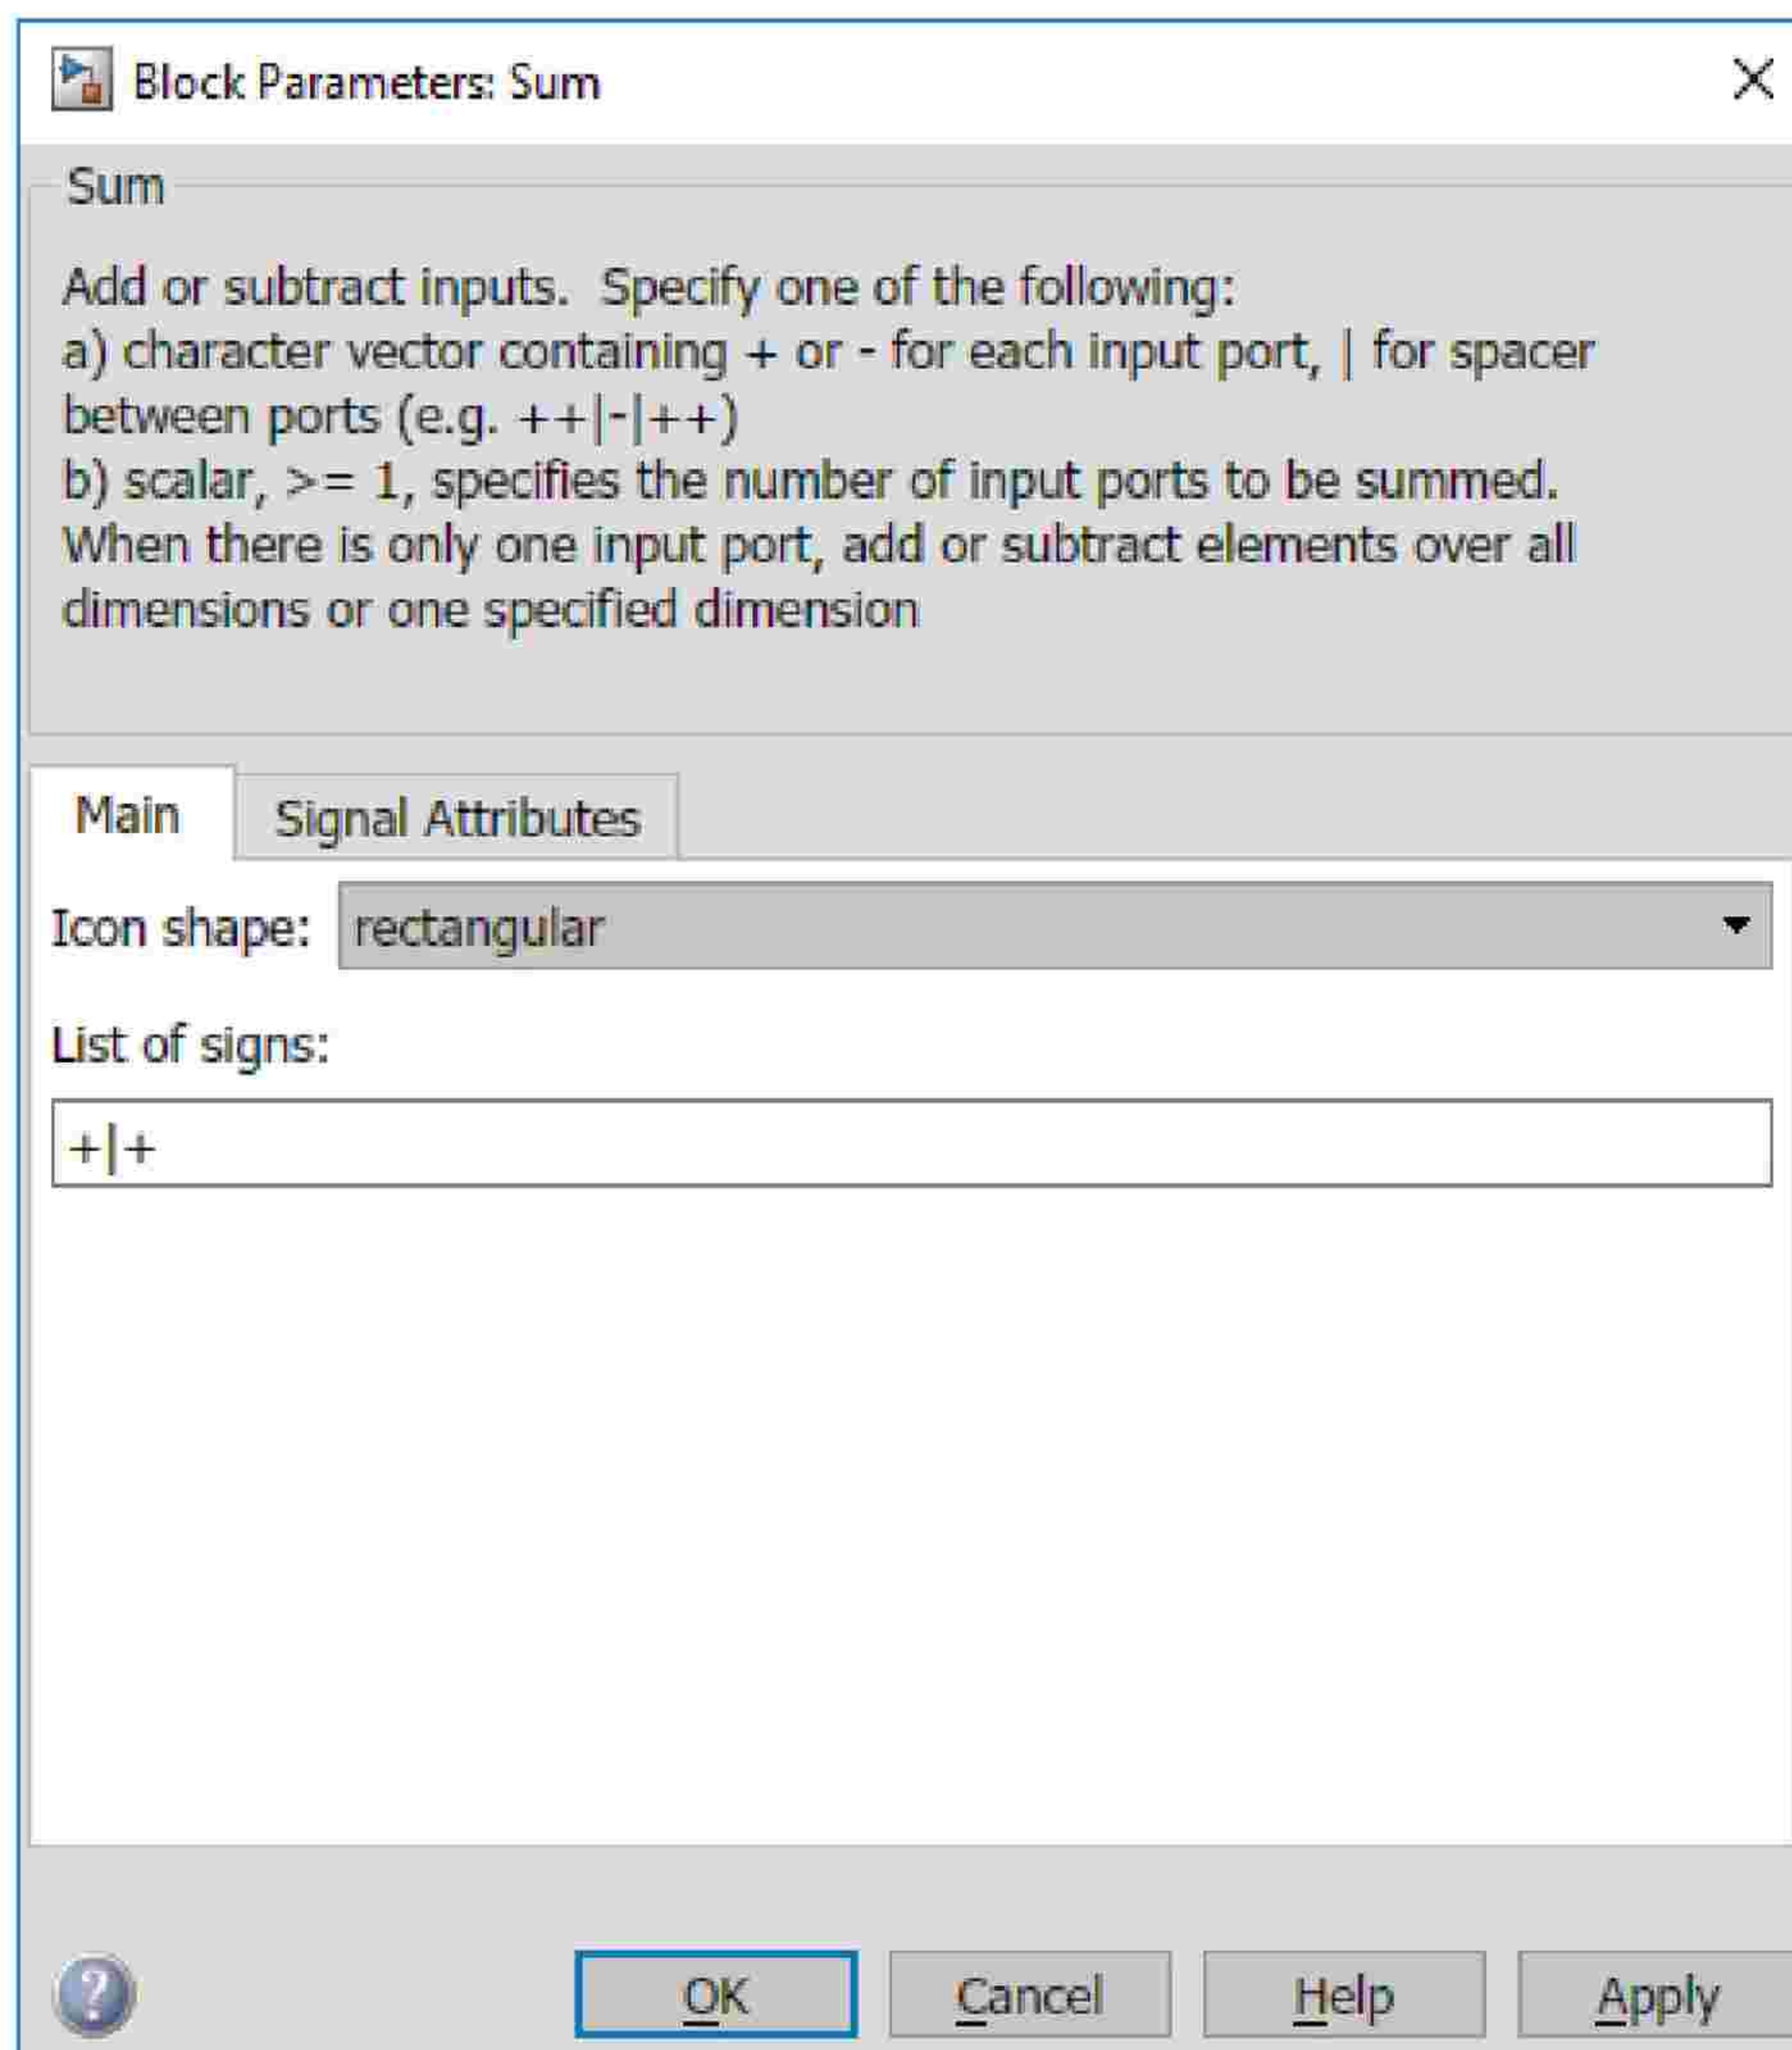 Block Parameters: Sum
Sum
Add or subtract inputs.  Specify one of the following:
a) character vector containing + or - for each input port, | for spacer
between ports (e.g. ++|-|++)
b) scalar, >= 1, specifies the number of input ports to be summed.
When there is only one input port, add or subtract elements over all
dimensions or one specified dimension
Main Signal Attributes
Icon shape: rectangular
List of signs:
+|+
? OK Cancel Help Apply